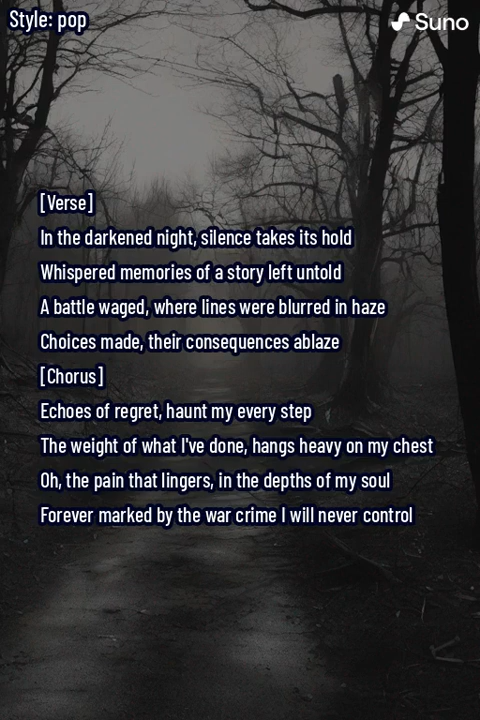 Style: pop
Suno
[Verse]
In the darkened night, silence takes its hold
Whispered memories of a story left untold
A battle waged, where lines were blurred in haze
Choices made, their consequences ablaze
[Chorus]
Echoes of regret, haunt my every step
The weight of what I've done, hangs heavy on my chest
Oh, the pain that lingers, in the depths of my soul
Forever marked by the war crime I will never control